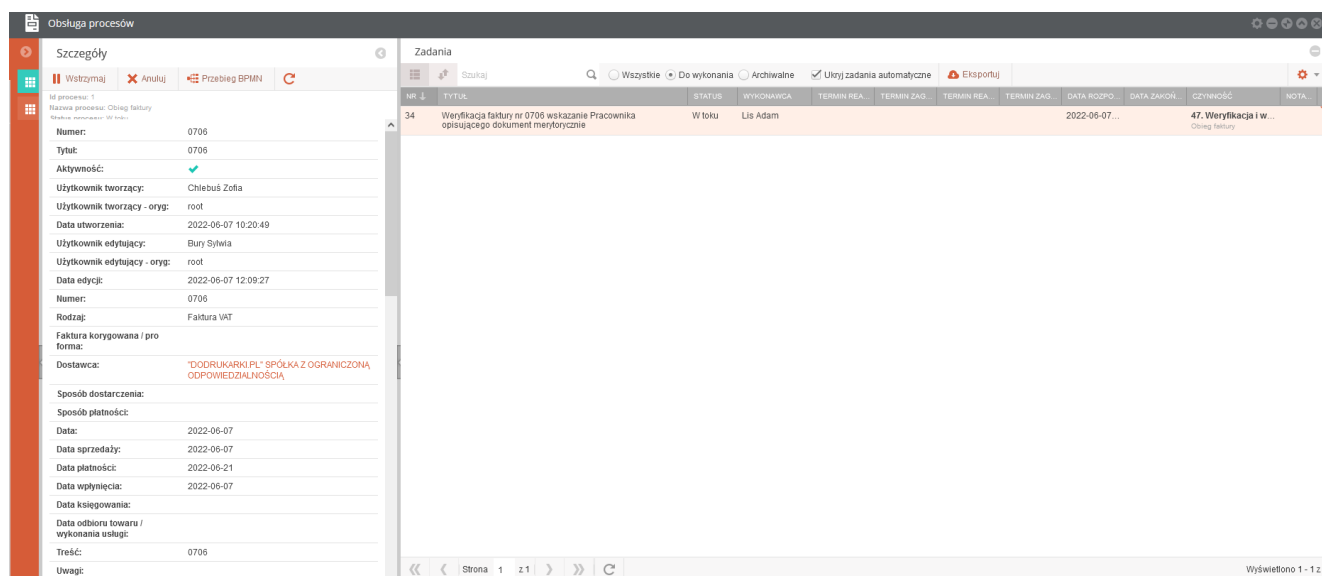 Obsługa procesów
Szczegóły
Wstrzymaj Anuluj Przebieg BPMN
Id procesu: 1
Nazwa procesu: Obieg faktury
Status procesu: W toku
Numer: 0706
Tytuł: 0706
Aktywność:
Użytkownik tworzący: Chlebuś Zofia
Użytkownik tworzący - oryg: root
Data utworzenia: 2022-06-07 10:20:49
Użytkownik edytujący: Bury Sylwia
Użytkownik edytujący - oryg: root
Data edycji: 2022-06-07 12:09:27
Numer: 0706
Rodzaj: Faktura VAT
Faktura korygowana / pro
forma:
Dostawca: "DODRUKARKI.PL" SPÓŁKA Z OGRANICZONĄ
ODPOWIEDZIALNOŚCIĄ
Sposób dostarczenia:
Sposób płatności:
Data: 2022-06-07
Data sprzedaży: 2022-06-07
Data płatności: 2022-06-21
Data wpłynięcia: 2022-06-07
Data księgowania:
Data odbioru towaru /
wykonania usługi:
Treść: 0706
Uwagi:
Zadania
Szukaj Wszystkie Do wykonania Archiwalne Ukryj zadania automatyczne Eksportuj
NR TYTUŁ STATUS WYKONAWCA TERMIN REA... TERMIN ZAG... TERMIN REA... TERMIN ZAG... DATA ROZPO... DATA ZAKOŃ... CZYNNOŚĆ NOTA...
34 Weryfikacja faktury nr 0706 wskazanie Pracownika W toku Lis Adam 2022-06-07... 47. Weryfikacja i w...
opisującego dokument merytorycznie Obieg faktury
Strona 1 z 1 Wyświetlono 1 - 1 z